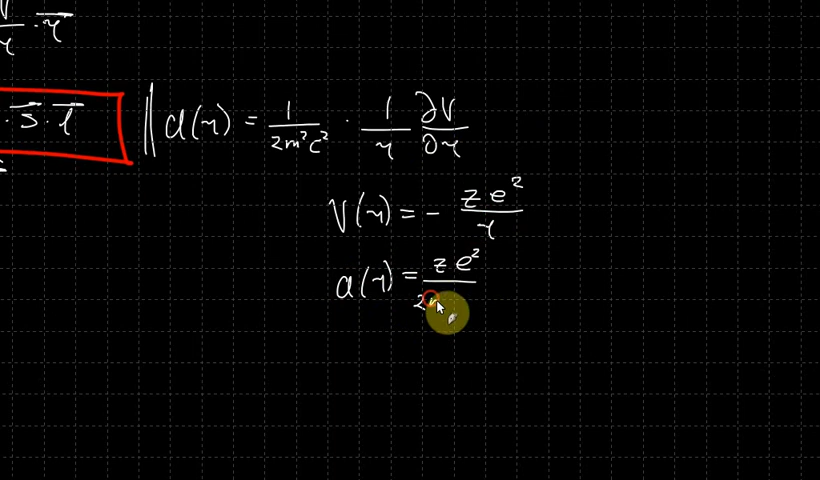 V/r · r̄
· s̄ · l̄ ‖ a(r) = 1/2m²c² · 1/r ∂V/∂r
V(r) = - ze²/r
a(r) = ze²/2